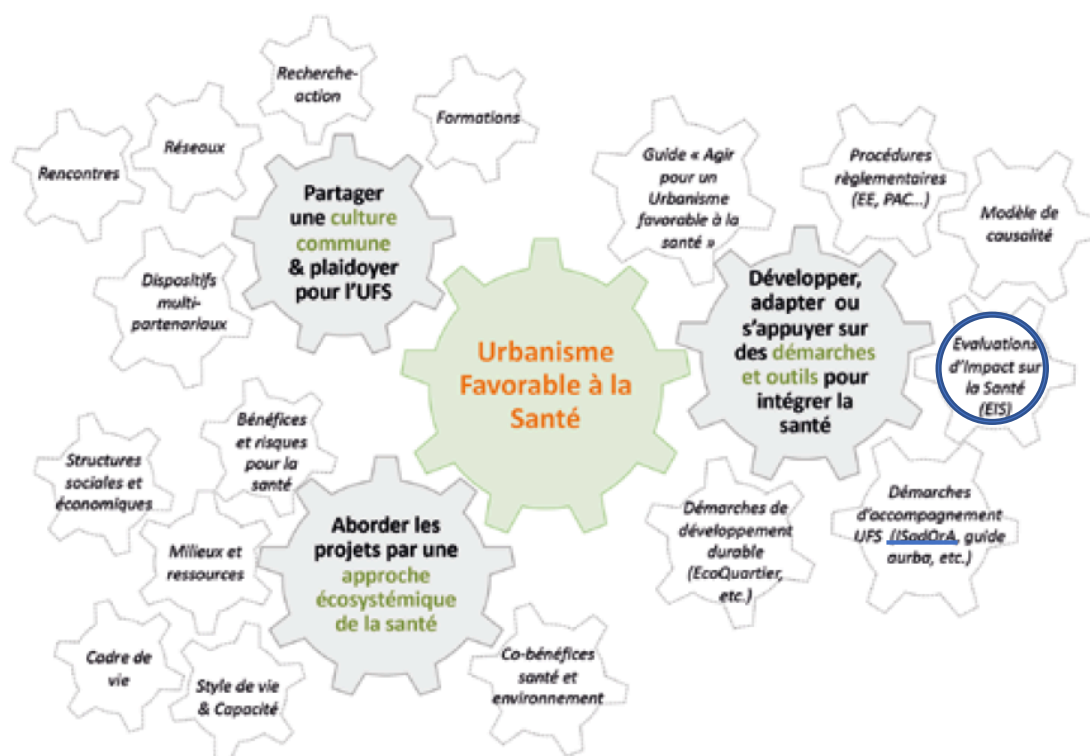 Recherche-
action
Formations
Réseaux
Rencontres
Partager
une culture
commune
& plaidoyer
pour l'UFS
Dispositifs
multi-
partenariaux
Guide « Agir
pour un
Urbanisme
favorable à la
santé »
Procédures
règlementaires
(EE, PAC...)
Modèle de
causalité
Développer,
adapter ou
s'appuyer sur
des démarches
et outils pour
intégrer la
santé
Evaluations
d'Impact sur
la Santé
(EIS)
Urbanisme
Favorable à la
Santé
Bénéfices
et risques
pour la
santé
Structures
sociales et
économiques
Milieux et
ressources
Aborder les
projets par une
approche
écosystémique
de la santé
Cadre de
vie
Style de vie
& Capacité
Co-bénéfices
santé et
environnement
Démarches de
développement
durable
(EcoQuartier,
etc.)
Démarches
d'accompagnement
UFS (ISadOrA, guide
aurba, etc.)